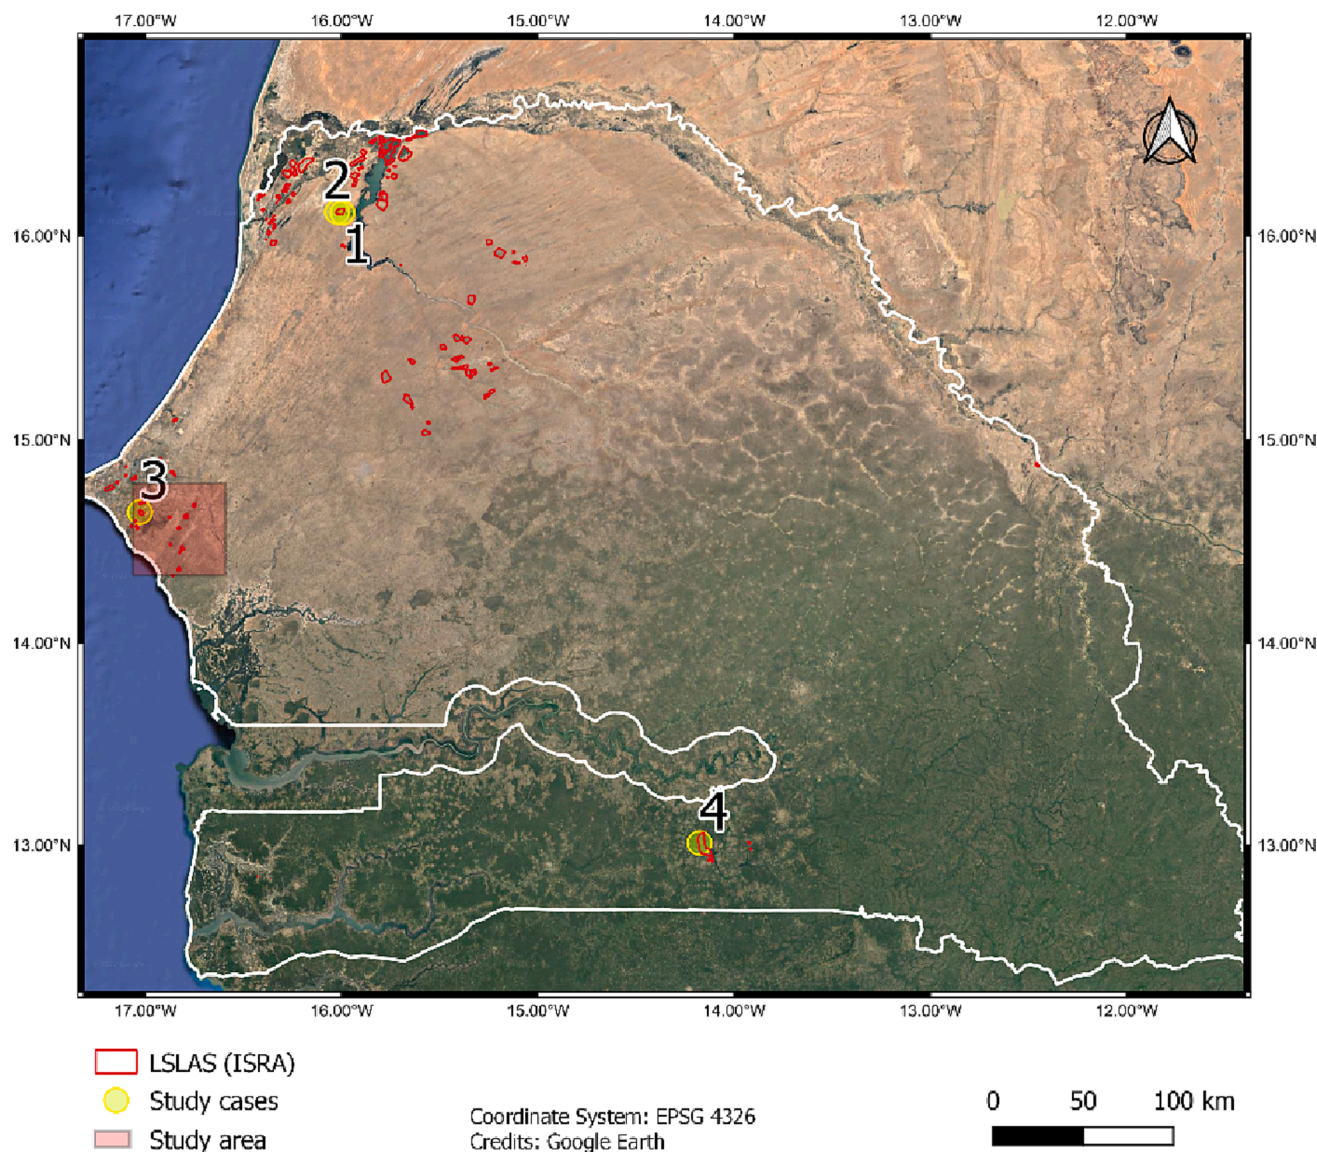 17.00°W 16.00°W 15.00°W 14.00°W 13.00°W 12.00°W
2
16.00°N 16.00°N
1
15.00°N 15.00°N
3
14.00°N 14.00°N
4
13.00°N 13.00°N
17.00°W 16.00°W 15.00°W 14.00°W 13.00°W 12.00°W
LSLAS (ISRA)
Study cases
Study area
Coordinate System: EPSG 4326
Credits: Google Earth
0 50 100 km